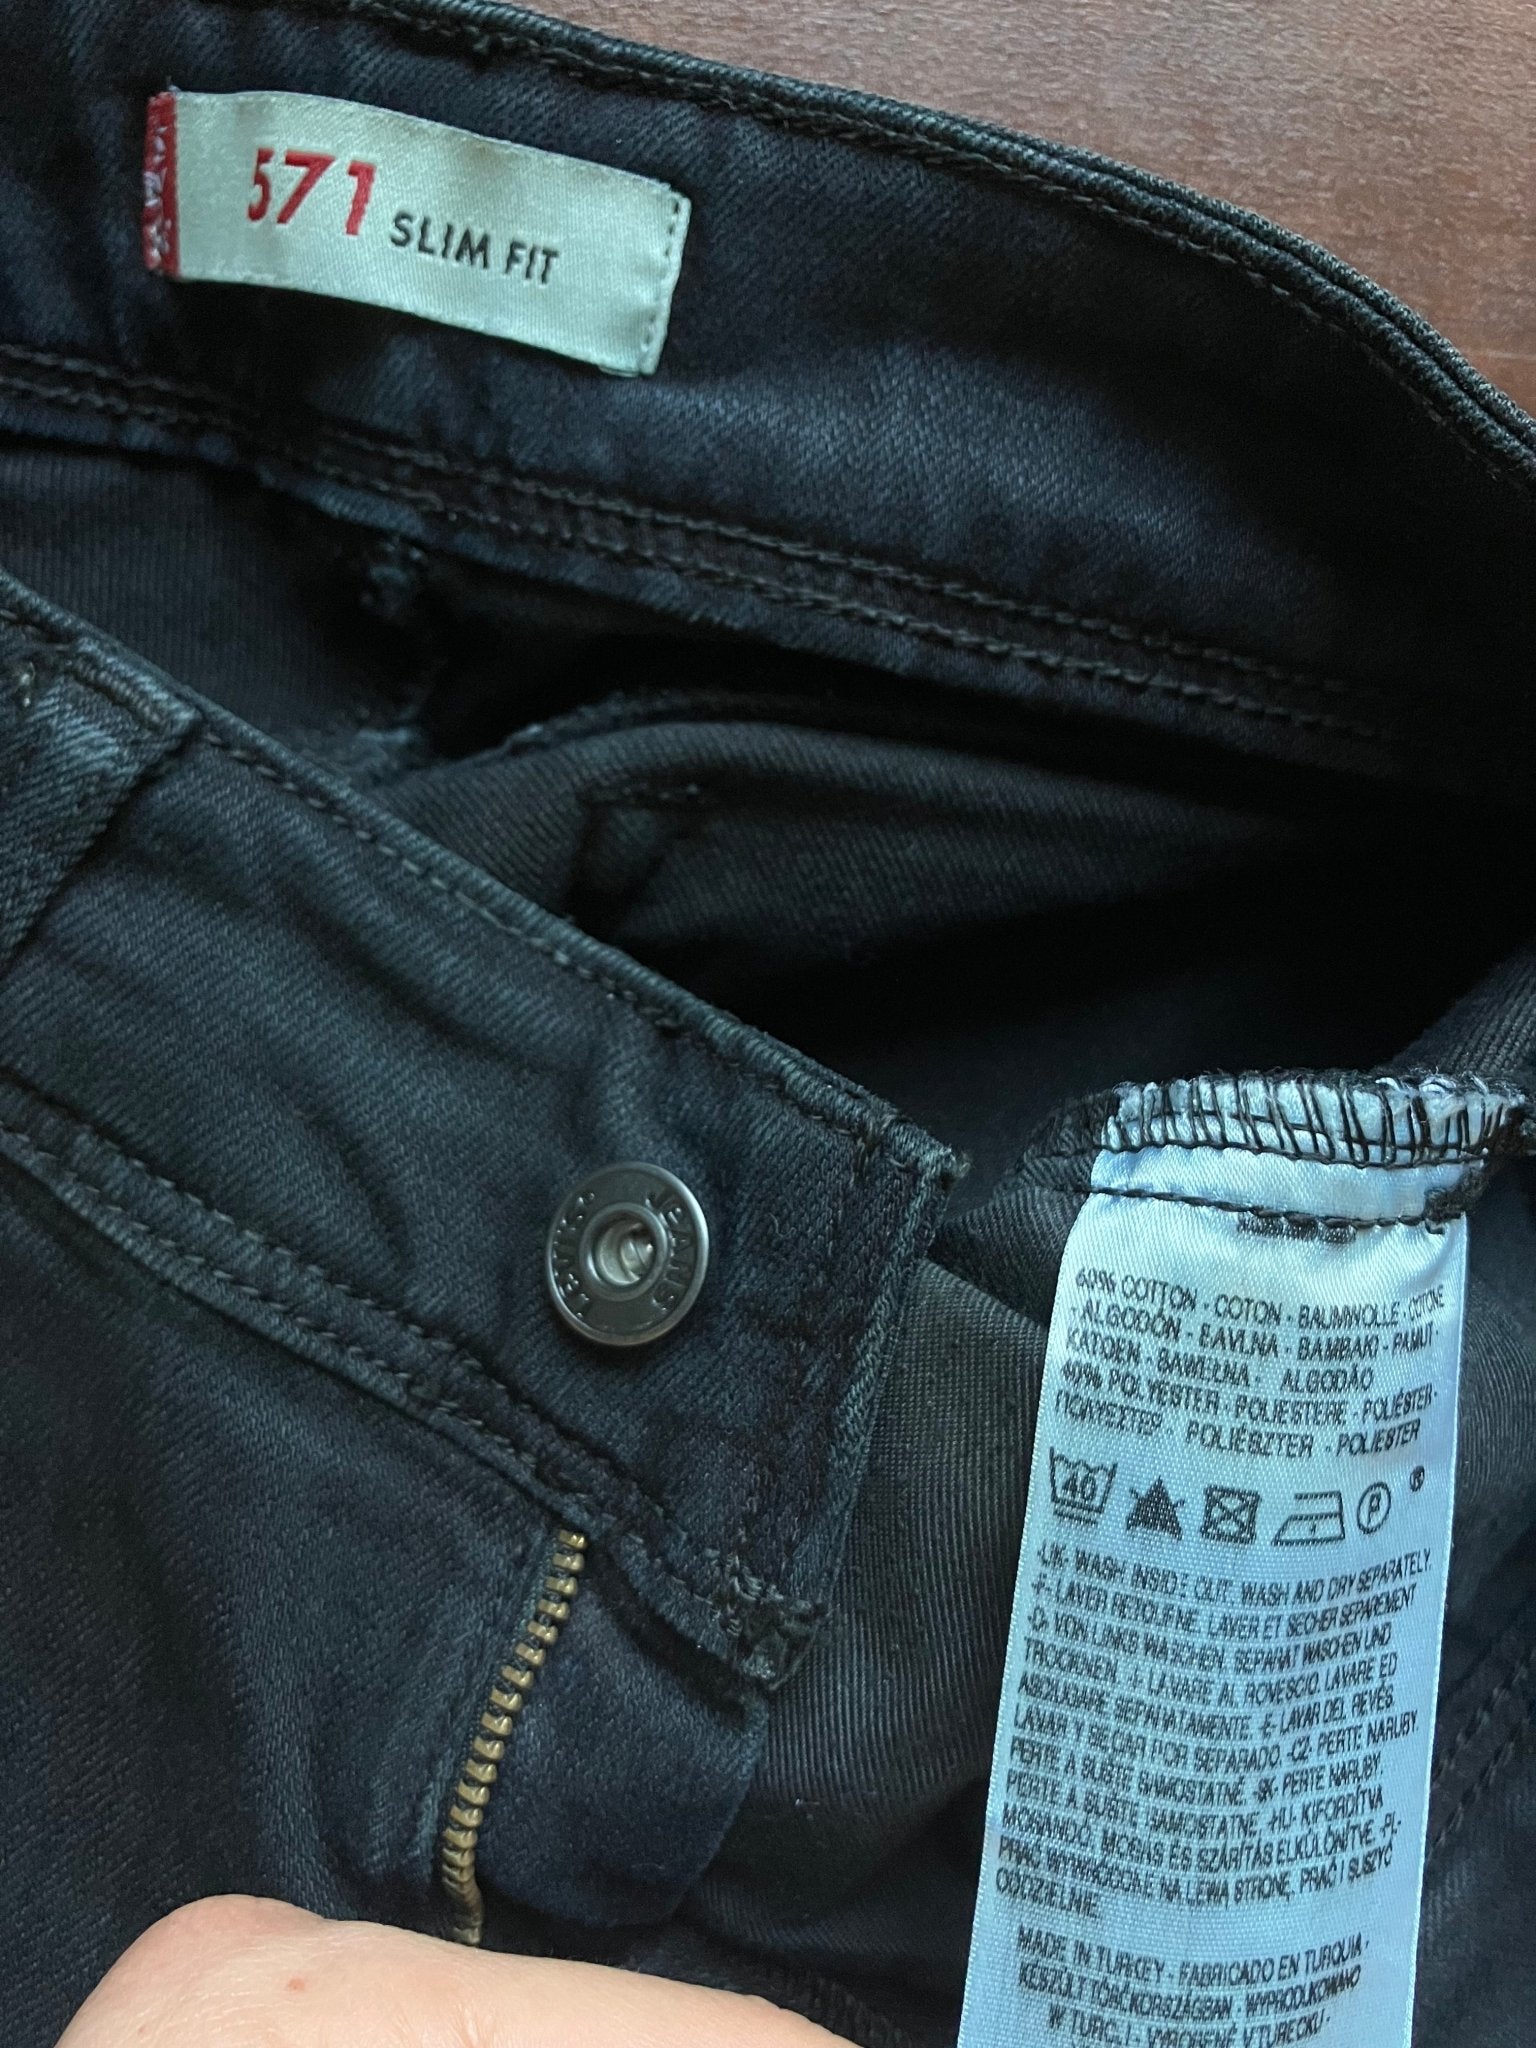 LEVI'S
571 SLIM FIT
LEVI'S JEANS
60% COTTON - COTON - BAUMWOLLE - COTONE
- ALGODÓN - BAVLNA - BAMBAKI - PAMUT -
KATOEN - BAWEŁNA - ALGODÃO
40% POLYESTER - POLIESTERE - POLIÉSTER -
- POLIÉSZTER - POLIESTER
40
P
®
-UK- WASH INSIDE OUT. WASH AND DRY SEPARATELY.
-F- LAVER RETOURNE. LAVER ET SECHER SEPAREMENT
-D- VON LINKS WASCHEN. SEPARAT WASCHEN UND
TROCKNEN. -I- LAVARE AL ROVESCIO. LAVARE ED
ASCIUGARE SEPARATAMENTE. -E- LAVAR DEL REVÉS.
LAVAR Y SECAR POR SEPARADO. -CZ- PERTE NARUBY.
PERTE A SUŠTE SAMOSTATNĚ. -SK- PERTE NARUBY.
PERTE A SUŠTE SAMOSTATNE. -HU- KIFORDÍTVA
MOSANDÓ, MOSÁS ÉS SZÁRÍTÁS ELKÜLÖNÍTVE. -PL-
PRAĆ WYWRÓCONE NA LEWĄ STRONĘ. PRAĆ I SUSZYĆ
ODDZIELNIE.
MADE IN TURKEY - FABRICADO EN TURQUIA -
KÉSZÜLT TÖRÖKORSZÁGBAN - WYPRODUKOWANO
W TURCJI - VYROBENÉ V TURECKU -